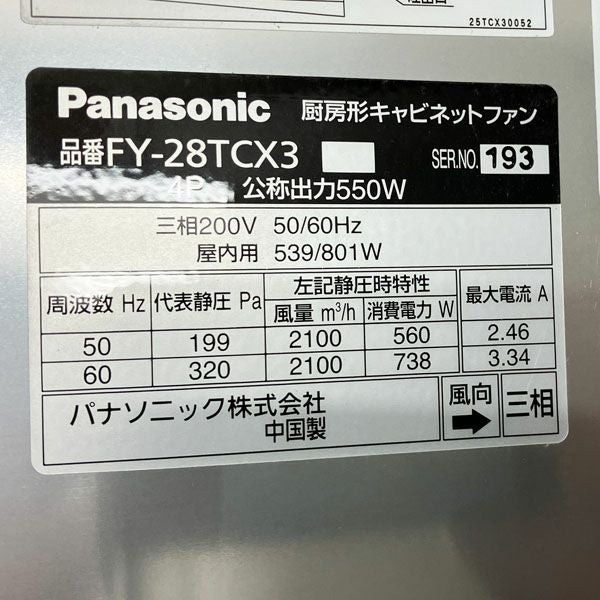 25TCX30052
Panasonic 厨房形キャビネットファン
品番FY-28TCX3 SER.NO. 193
4P 公称出力550W
三相200V 50/60Hz
屋内用 539/801W
周波数 Hz 代表静圧 Pa 左記静圧時特性 最大電流 A
風量 m³/h 消費電力 W
50 199 2100 560 2.46
60 320 2100 738 3.34
パナソニック株式会社 風向 三相
中国製